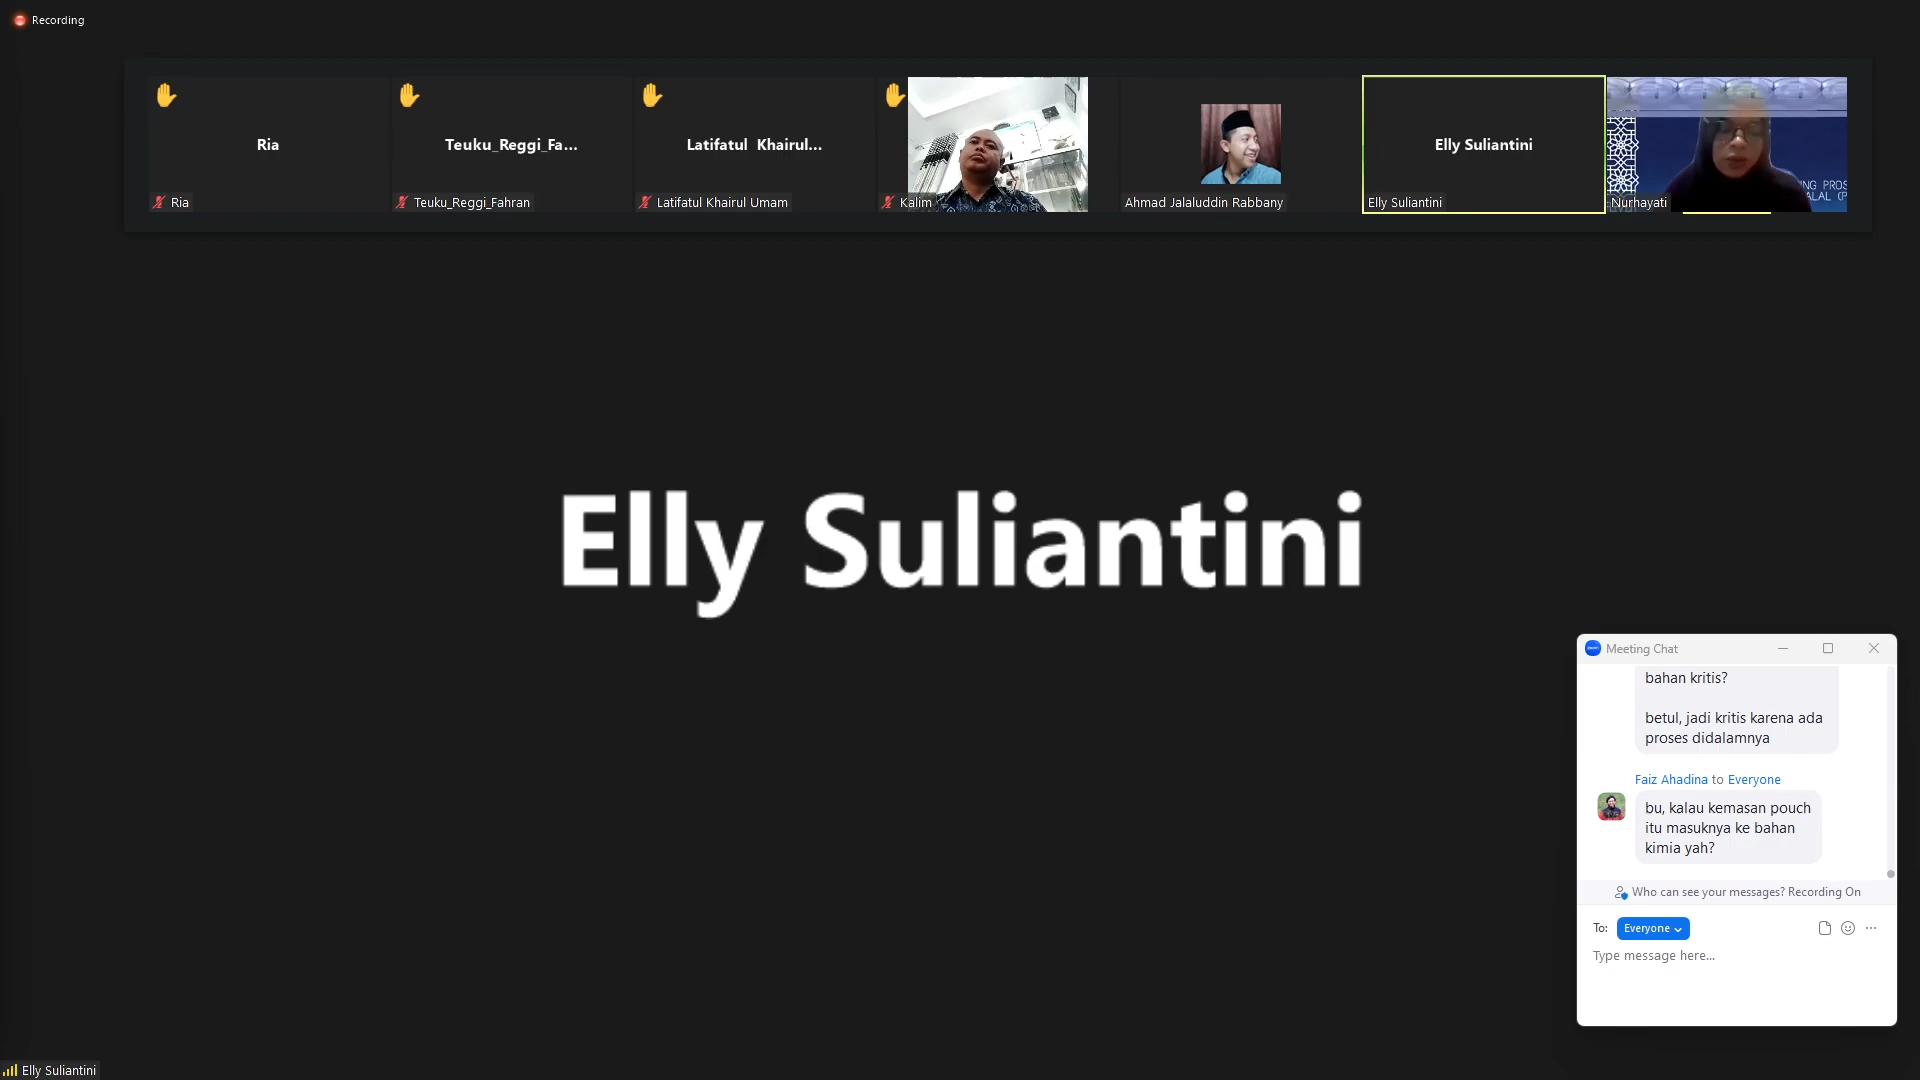 Recording
Ria
Teuku_Reggi_Fa...
Latifatul Khairul...
Elly Suliantini
Ria
Teuku_Reggi_Fahran
Latifatul Khairul Umam
Kalim
Ahmad Jalaluddin Rabbany
Elly Suliantini
Nurhayati
Elly Suliantini
Meeting Chat
bahan kritis?
betul, jadi kritis karena ada
proses didalamnya
Faiz Ahadina to Everyone
bu, kalau kemasan pouch
itu masuknya ke bahan
kimia yah?
Who can see your messages? Recording On
To: Everyone
Type message here...
Elly Suliantini